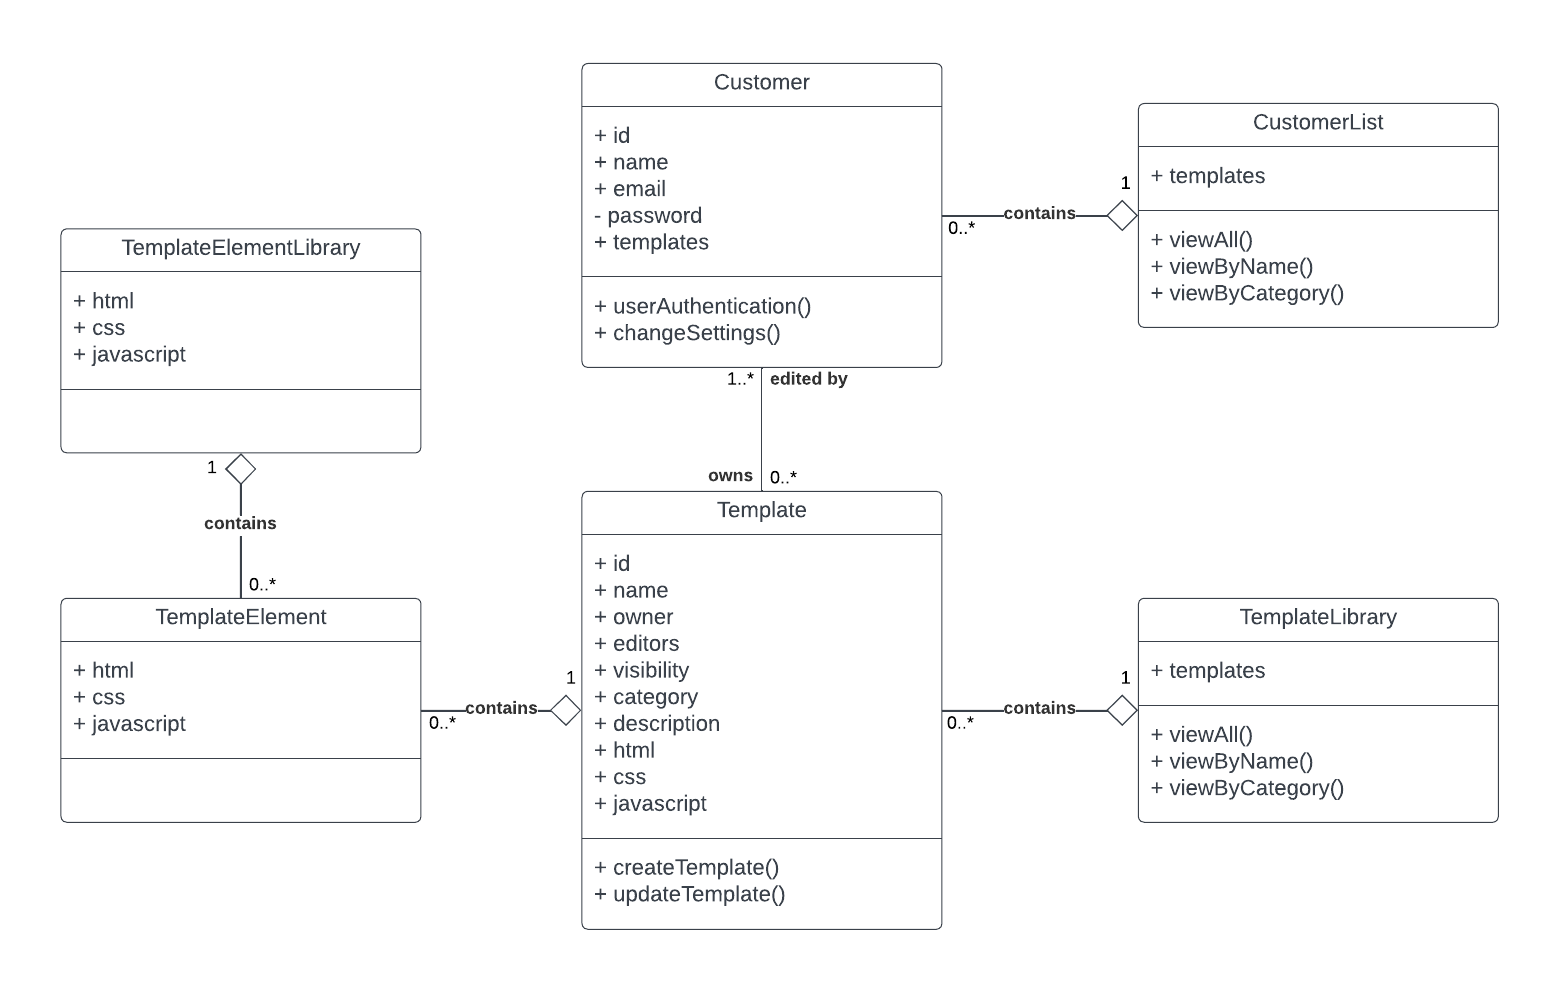 Customer
+ id
+ name
+ email
- password
+ templates
+ userAuthentication()
+ changeSettings()
CustomerList
+ templates
+ viewAll()
+ viewByName()
+ viewByCategory()
1
contains
0..*
TemplateElementLibrary
+ html
+ css
+ javascript
1
contains
0..*
1..*
edited by
owns
0..*
TemplateElement
+ html
+ css
+ javascript
1
contains
0..*
Template
+ id
+ name
+ owner
+ editors
+ visibility
+ category
+ description
+ html
+ css
+ javascript
+ createTemplate()
+ updateTemplate()
1
contains
0..*
TemplateLibrary
+ templates
+ viewAll()
+ viewByName()
+ viewByCategory()